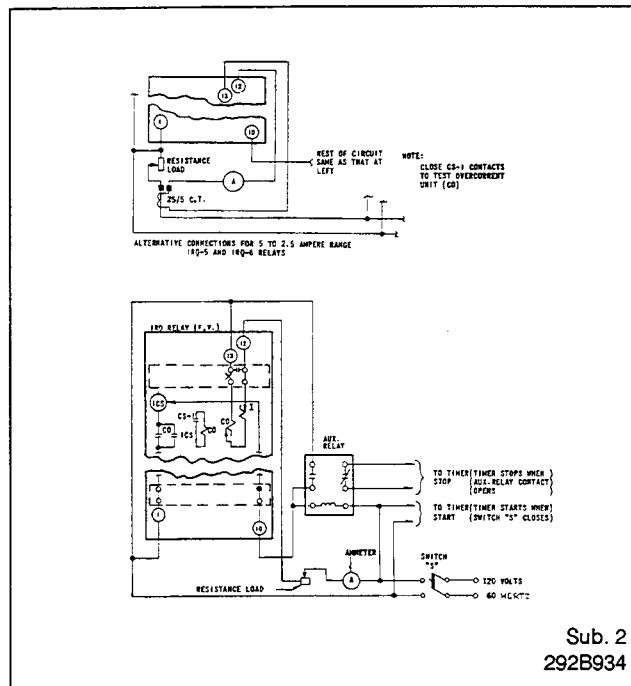 13
12
1
10
RESISTANCE
LOAD
A
25/5 C.T.
REST OF CIRCUIT
SAME AS THAT AT
LEFT
NOTE:
CLOSE CS-1 CONTACTS
TO TEST OVERCURRENT
UNIT (CO)
ALTERNATIVE CONNECTIONS FOR 5 TO 2.5 AMPERE RANGE
IRQ-5 AND IRQ-6 RELAYS
IRQ RELAY (F.V.)
13
12
ICS
CO
ICS
CS-1
CO
CO
I
1
10
AUX.
RELAY
TO TIMER (TIMER STOPS WHEN )
STOP (AUX.RELAY CONTACT
(OPENS
TO TIMER (TIMER STARTS WHEN)
START (SWITCH "S" CLOSES)
AMMETER
A
RESISTANCE LOAD
SWITCH
"S"
120 VOLTS
60 HERTZ
Sub. 2
292B934